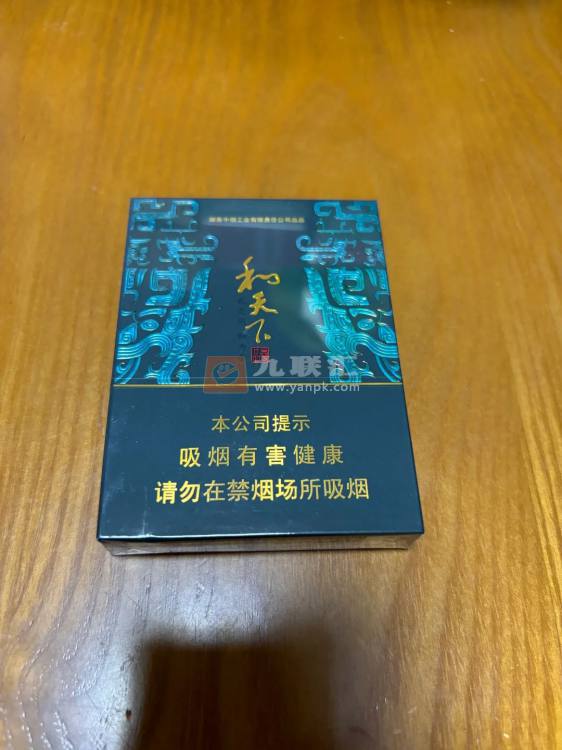 湖南中烟工业有限责任公司出品
和天下
九联汇
www.yanpk.com
本公司提示
吸烟有害健康
请勿在禁烟场所吸烟